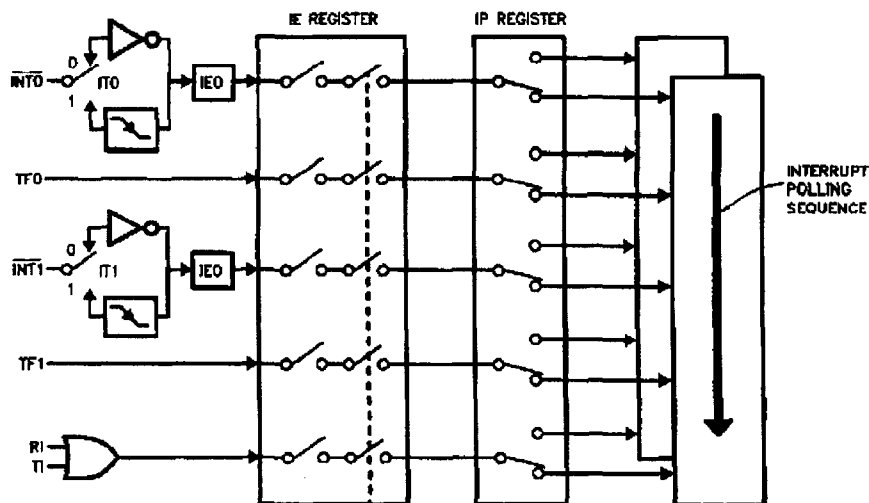 IE REGISTER
IP REGISTER
INT0
0
IT0
1
IE0
TF0
INT1
0
IT1
1
IE0
TF1
RI
TI
INTERRUPT
POLLING
SEQUENCE